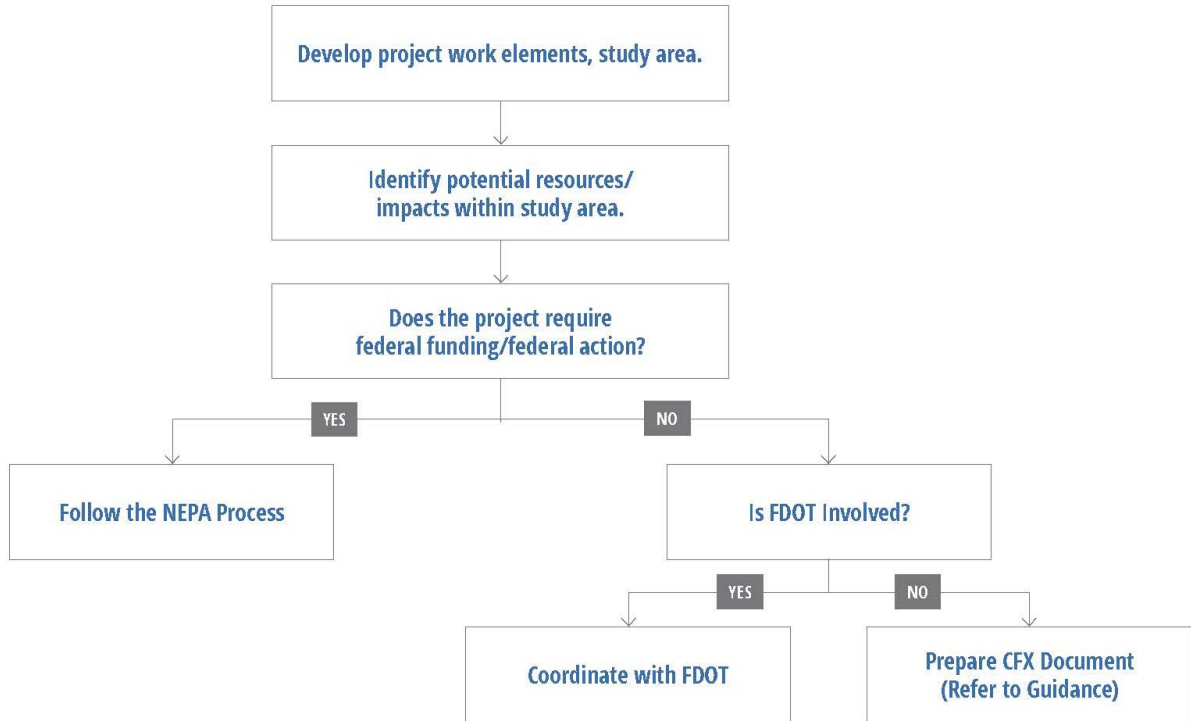 Develop project work elements, study area.
Identify potential resources/
impacts within study area.
Does the project require
federal funding/federal action?
YES
NO
Follow the NEPA Process
Is FDOT Involved?
YES
NO
Coordinate with FDOT
Prepare CFX Document
(Refer to Guidance)